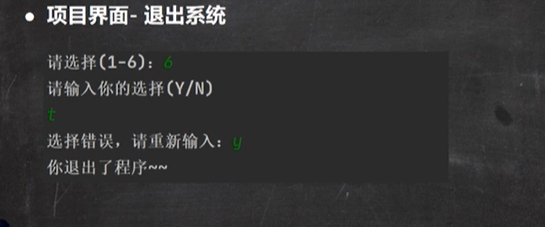 ● 项目界面- 退出系统
请选择(1-6)：6
请输入你的选择(Y/N)
t
选择错误，请重新输入：y
你退出了程序~~